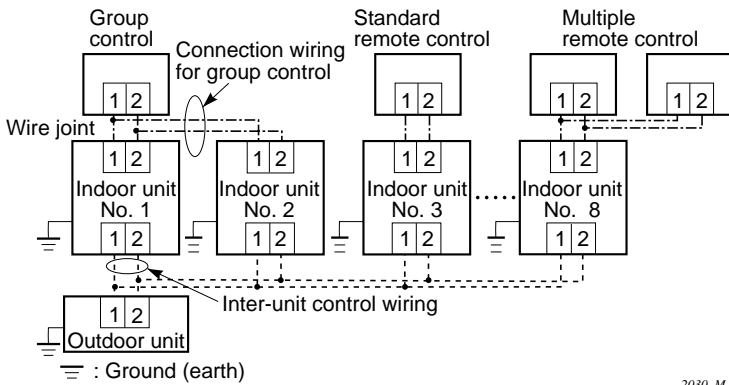 Group control
Connection wiring for group control
Standard remote control
Multiple remote control
1 2
1 2
1 2
1 2
Wire joint
1 2
1 2
1 2
1 2
Indoor unit No. 1
Indoor unit No. 2
Indoor unit No. 3
Indoor unit No. 8
1 2
1 2
1 2
1 2
Inter-unit control wiring
1 2
Outdoor unit
: Ground (earth)
2030_M